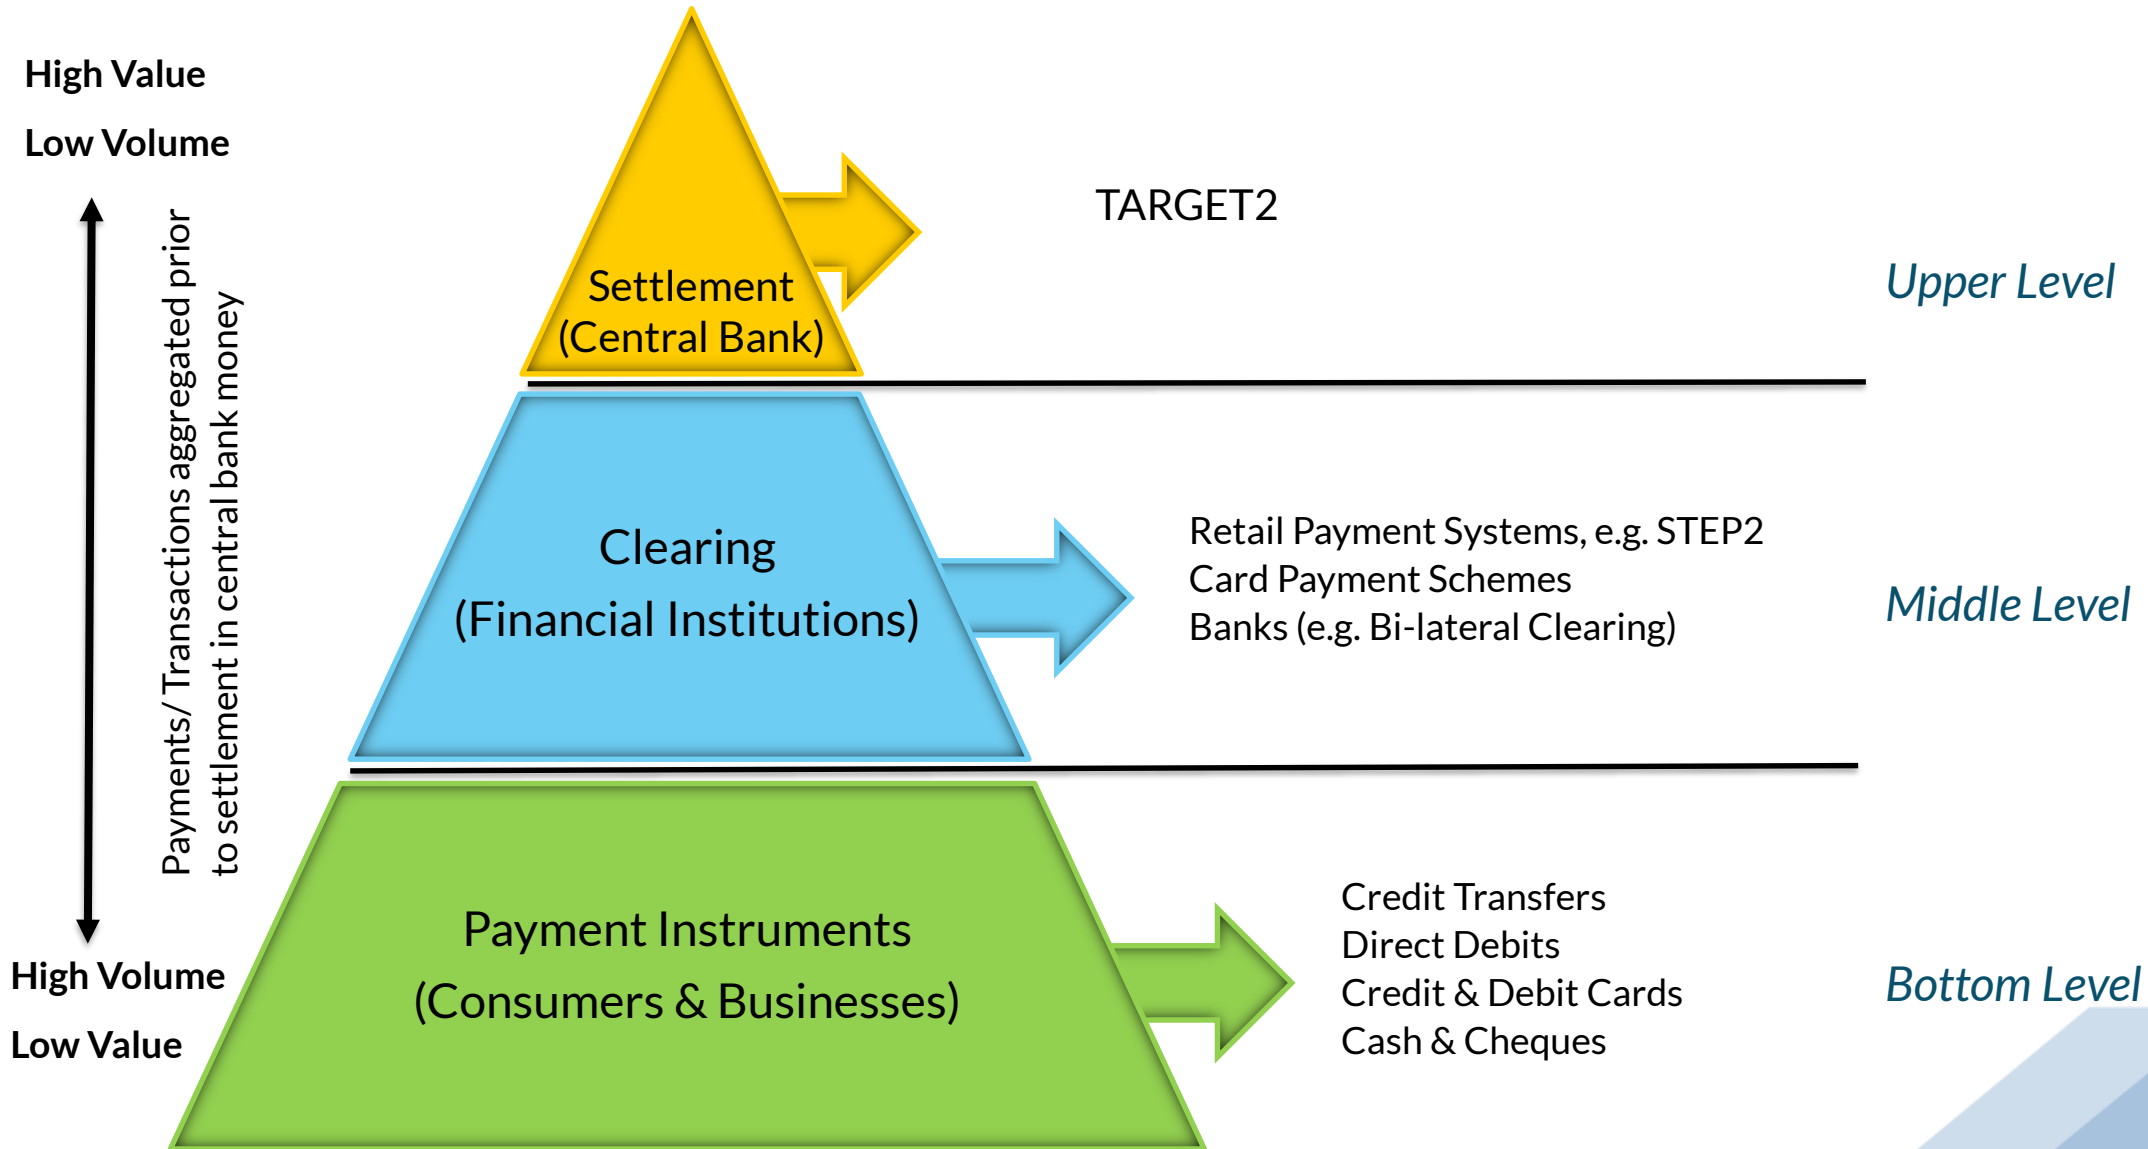 High Value
Low Volume
Payments/ Transactions aggregated prior
to settlement in central bank money
High Volume
Low Value
Settlement
(Central Bank)
TARGET2
Upper Level
Clearing
(Financial Institutions)
Retail Payment Systems, e.g. STEP2
Card Payment Schemes
Banks (e.g. Bi-lateral Clearing)
Middle Level
Payment Instruments
(Consumers & Businesses)
Credit Transfers
Direct Debits
Credit & Debit Cards
Cash & Cheques
Bottom Level